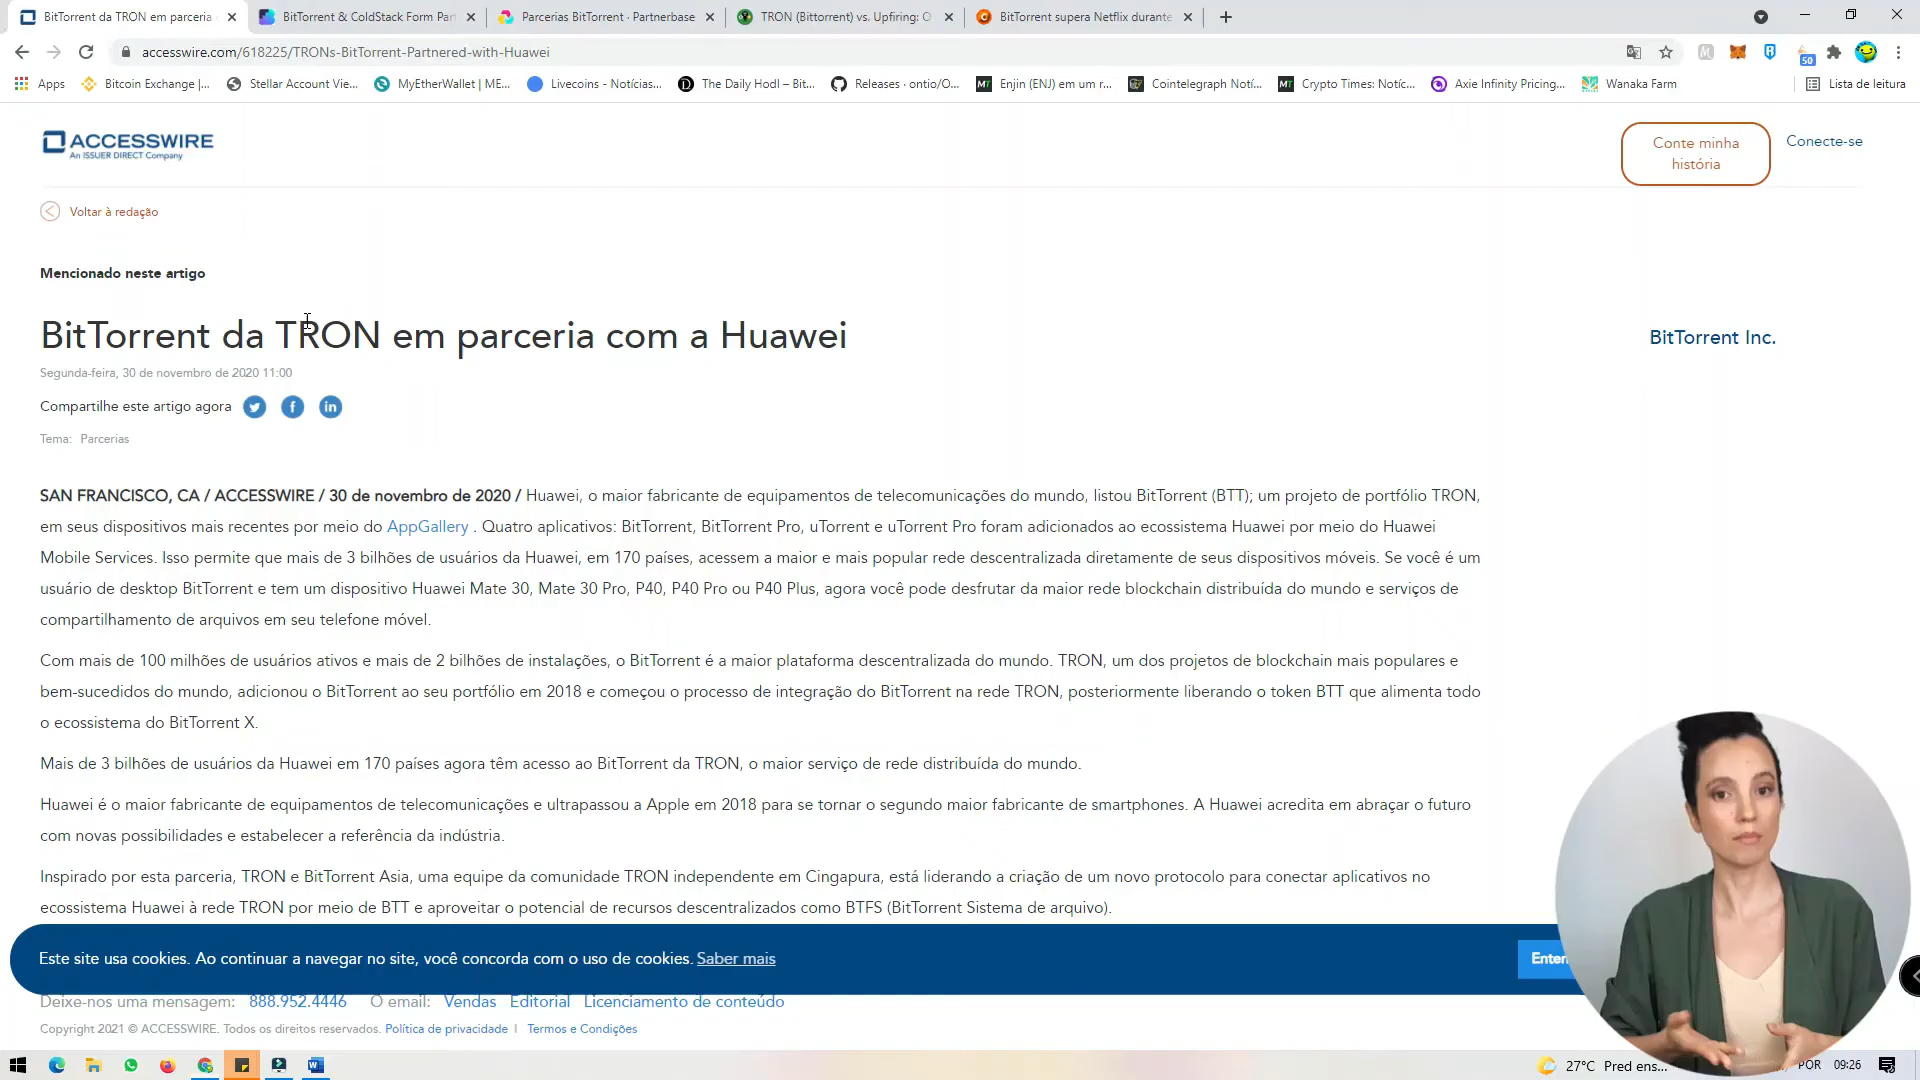 BitTorrent da TRON em parceria
BitTorrent & ColdStack Form Par
Parcerias BitTorrent · Partnerbase
TRON (Bittorrent) vs. Upfiring: O
BitTorrent supera Netflix durante
accesswire.com/618225/TRONs-BitTorrent-Partnered-with-Huawei
50
Apps
Bitcoin Exchange |...
Stellar Account Vie...
MyEtherWallet | ME...
Livecoins - Notícias...
The Daily Hodl – Bit...
Releases · ontio/O...
Enjin (ENJ) em um r...
Cointelegraph Notí...
Crypto Times: Notíc...
Axie Infinity Pricing...
Wanaka Farm
Lista de leitura
ACCESSWIRE
An ISSUER DIRECT Company
Conte minha
história
Conecte-se
Voltar à redação
Mencionado neste artigo
BitTorrent da TRON em parceria com a Huawei
BitTorrent Inc.
Segunda-feira, 30 de novembro de 2020 11:00
Compartilhe este artigo agora
Tema: Parcerias
SAN FRANCISCO, CA / ACCESSWIRE / 30 de novembro de 2020 / Huawei, o maior fabricante de equipamentos de telecomunicações do mundo, listou BitTorrent (BTT); um projeto de portfólio TRON,
em seus dispositivos mais recentes por meio do AppGallery . Quatro aplicativos: BitTorrent, BitTorrent Pro, uTorrent e uTorrent Pro foram adicionados ao ecossistema Huawei por meio do Huawei
Mobile Services. Isso permite que mais de 3 bilhões de usuários da Huawei, em 170 países, acessem a maior e mais popular rede descentralizada diretamente de seus dispositivos móveis. Se você é um
usuário de desktop BitTorrent e tem um dispositivo Huawei Mate 30, Mate 30 Pro, P40, P40 Pro ou P40 Plus, agora você pode desfrutar da maior rede blockchain distribuída do mundo e serviços de
compartilhamento de arquivos em seu telefone móvel.
Com mais de 100 milhões de usuários ativos e mais de 2 bilhões de instalações, o BitTorrent é a maior plataforma descentralizada do mundo. TRON, um dos projetos de blockchain mais populares e
bem-sucedidos do mundo, adicionou o BitTorrent ao seu portfólio em 2018 e começou o processo de integração do BitTorrent na rede TRON, posteriormente liberando o token BTT que alimenta todo
o ecossistema do BitTorrent X.
Mais de 3 bilhões de usuários da Huawei em 170 países agora têm acesso ao BitTorrent da TRON, o maior serviço de rede distribuída do mundo.
Huawei é o maior fabricante de equipamentos de telecomunicações e ultrapassou a Apple em 2018 para se tornar o segundo maior fabricante de smartphones. A Huawei acredita em abraçar o futuro
com novas possibilidades e estabelecer a referência da indústria.
Inspirado por esta parceria, TRON e BitTorrent Asia, uma equipe da comunidade TRON independente em Cingapura, está liderando a criação de um novo protocolo para conectar aplicativos no
ecossistema Huawei à rede TRON por meio de BTT e aproveitar o potencial de recursos descentralizados como BTFS (BitTorrent Sistema de arquivo).
Este site usa cookies. Ao continuar a navegar no site, você concorda com o uso de cookies. Saber mais
Deixe-nos uma mensagem: 888.952.4446 O email: Vendas Editorial Licenciamento de conteúdo
Copyright 2021 © ACCESSWIRE. Todos os direitos reservados. Política de privacidade | Termos e Condições
27°C Pred ens...
POR
09:26